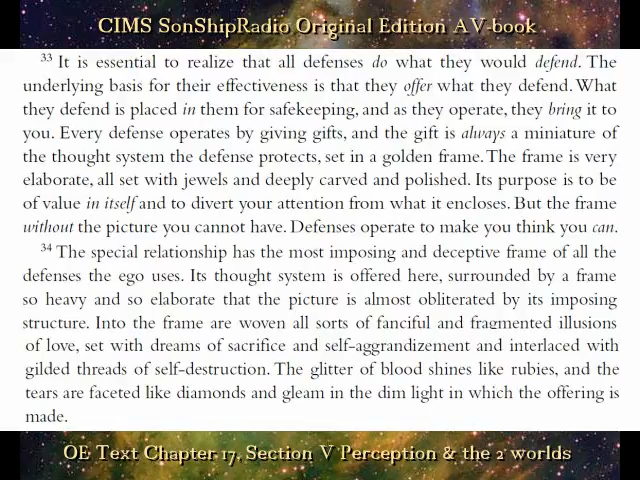 CIMS SonShipRadio Original Edition AV-book
33 It is essential to realize that all defenses do what they would defend. The
underlying basis for their effectiveness is that they offer what they defend. What
they defend is placed in them for safekeeping, and as they operate, they bring it to
you. Every defense operates by giving gifts, and the gift is always a miniature of
the thought system the defense protects, set in a golden frame. The frame is very
elaborate, all set with jewels and deeply carved and polished. Its purpose is to be
of value in itself and to divert your attention from what it encloses. But the frame
without the picture you cannot have. Defenses operate to make you think you can.
34 The special relationship has the most imposing and deceptive frame of all the
defenses the ego uses. Its thought system is offered here, surrounded by a frame
so heavy and so elaborate that the picture is almost obliterated by its imposing
structure. Into the frame are woven all sorts of fanciful and fragmented illusions
of love, set with dreams of sacrifice and self-aggrandizement and interlaced with
gilded threads of self-destruction. The glitter of blood shines like rubies, and the
tears are faceted like diamonds and gleam in the dim light in which the offering is
made.
OE Text Chapter 17, Section V Perception & the 2 worlds